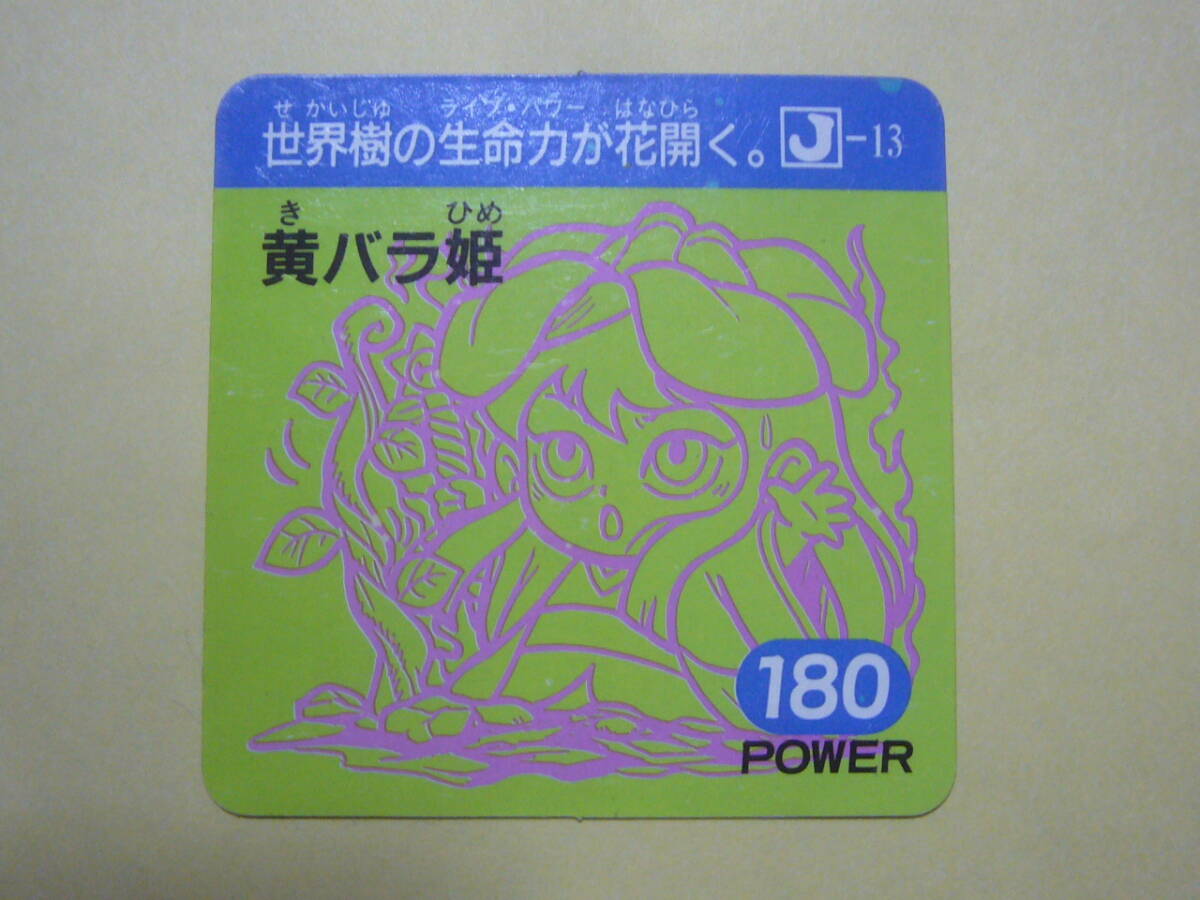 せかいじゅ ライブ・パワー はなひら
世界樹の生命力が花開く。 J-13
き ひめ
黄バラ姫
180
POWER